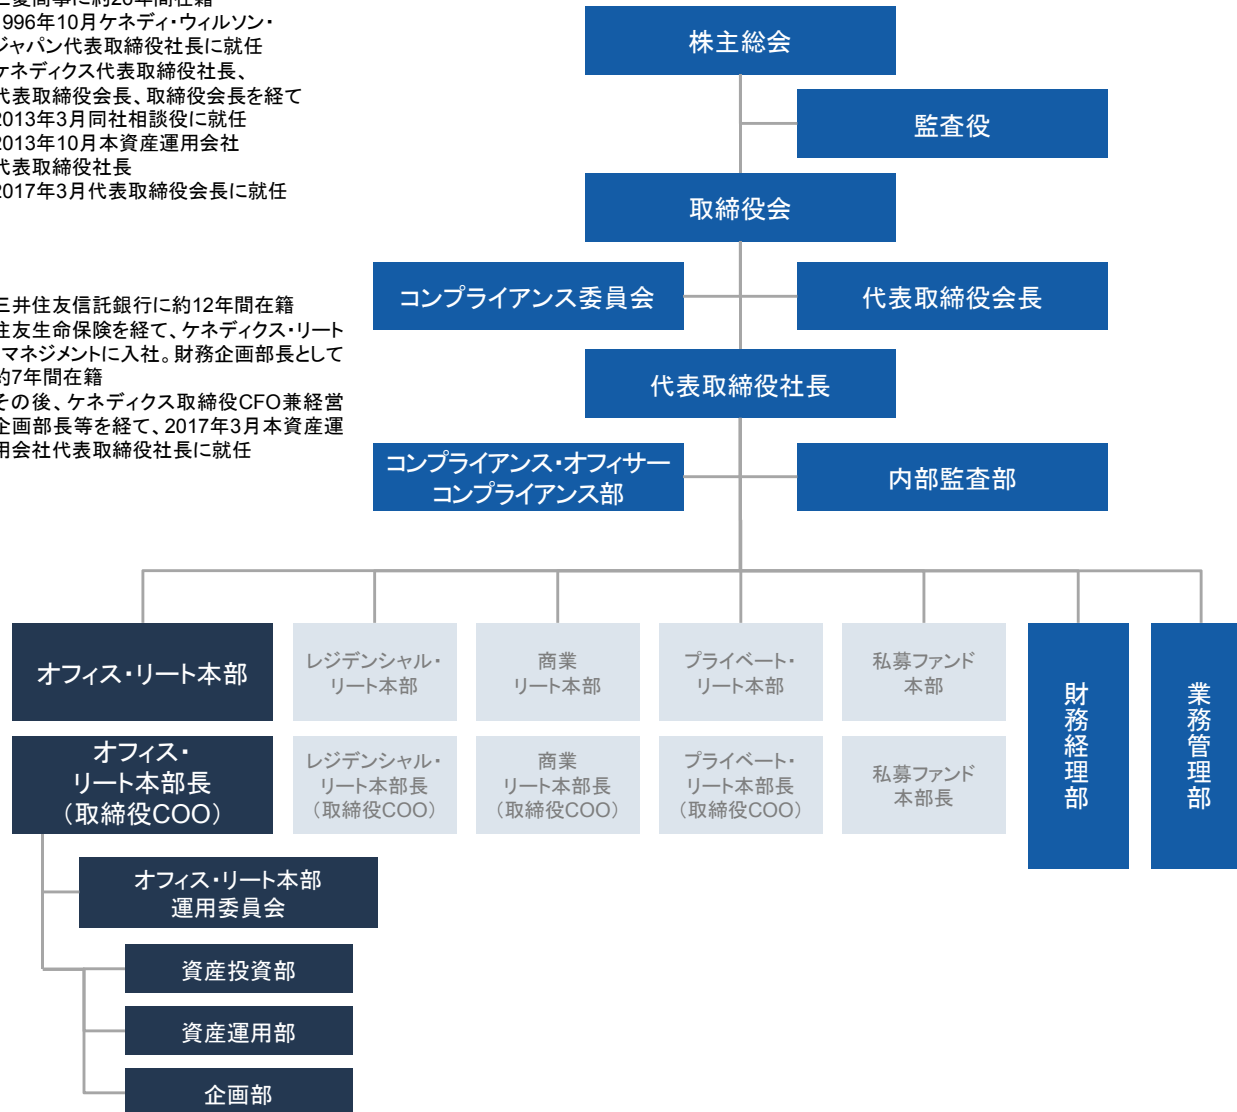 三菱商事に約20年間在籍
1996年10月ケネディ・ウィルソン・
ジャパン代表取締役社長に就任
ケネディクス代表取締役社長、
代表取締役会長、取締役会長を経て
2013年3月同社相談役に就任
2013年10月本資産運用会社
代表取締役社長
2017年3月代表取締役会長に就任
三井住友信託銀行に約12年間在籍
住友生命保険を経て、ケネディクス・リート
・マネジメントに入社。財務企画部長として
約7年間在籍
その後、ケネディクス取締役CFO兼経営
企画部長等を経て、2017年3月本資産運
用会社代表取締役社長に就任
株主総会
監査役
取締役会
コンプライアンス委員会
代表取締役会長
代表取締役社長
コンプライアンス・オフィサー
コンプライアンス部
内部監査部
オフィス・リート本部
レジデンシャル・
リート本部
商業
リート本部
プライベート・
リート本部
私募ファンド
本部
財務経理部
業務管理部
オフィス・
リート本部長
（取締役COO）
レジデンシャル・
リート本部長
（取締役COO）
商業
リート本部長
（取締役COO）
プライベート・
リート本部長
（取締役COO）
私募ファンド
本部長
オフィス・リート本部
運用委員会
資産投資部
資産運用部
企画部